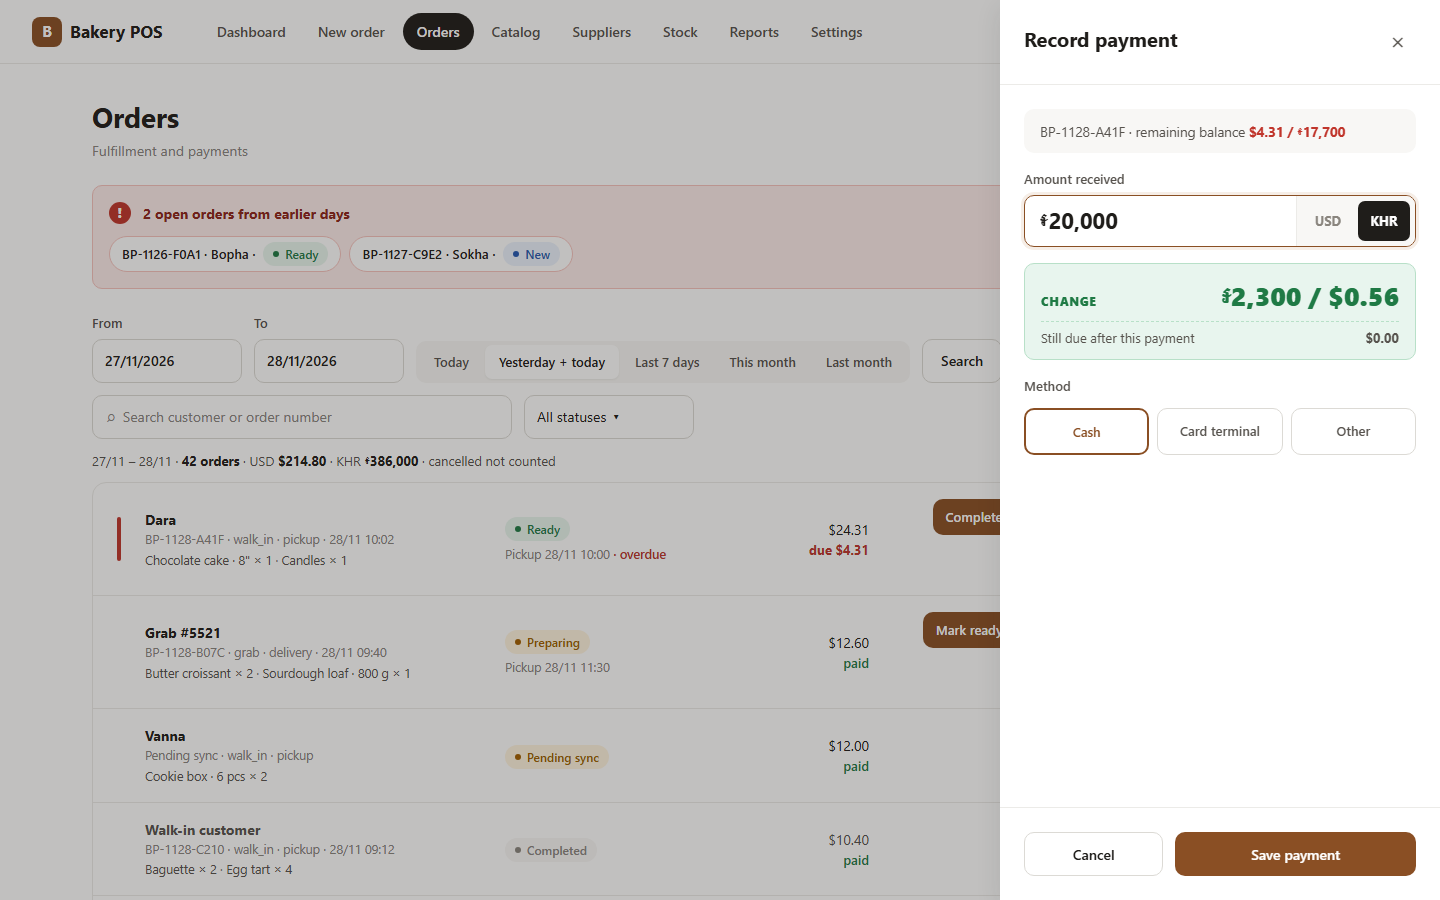 B Bakery POS
Dashboard New order Orders Catalog Suppliers Stock Reports Settings
Orders
Fulfillment and payments
! 2 open orders from earlier days
BP-1126-F0A1 · Bopha · Ready
BP-1127-C9E2 · Sokha · New
From To
27/11/2026 28/11/2026 Today Yesterday + today Last 7 days This month Last month Search
Search customer or order number All statuses
27/11 – 28/11 · 42 orders · USD $214.80 · KHR ៛386,000 · cancelled not counted
Dara
BP-1128-A41F · walk_in · pickup · 28/11 10:02
Chocolate cake · 8" × 1 · Candles × 1
Ready
Pickup 28/11 10:00 · overdue
$24.31
due $4.31
Complete
Grab #5521
BP-1128-B07C · grab · delivery · 28/11 09:40
Butter croissant × 2 · Sourdough loaf · 800 g × 1
Preparing
Pickup 28/11 11:30
$12.60
paid
Mark ready
Vanna
Pending sync · walk_in · pickup
Cookie box · 6 pcs × 2
Pending sync
$12.00
paid
Walk-in customer
BP-1128-C210 · walk_in · pickup · 28/11 09:12
Baguette × 2 · Egg tart × 4
Completed
$10.40
paid
Record payment ×
BP-1128-A41F · remaining balance $4.31 / ៛17,700
Amount received
៛20,000 USD KHR
CHANGE ៛2,300 / $0.56
Still due after this payment $0.00
Method
Cash Card terminal Other
Cancel Save payment